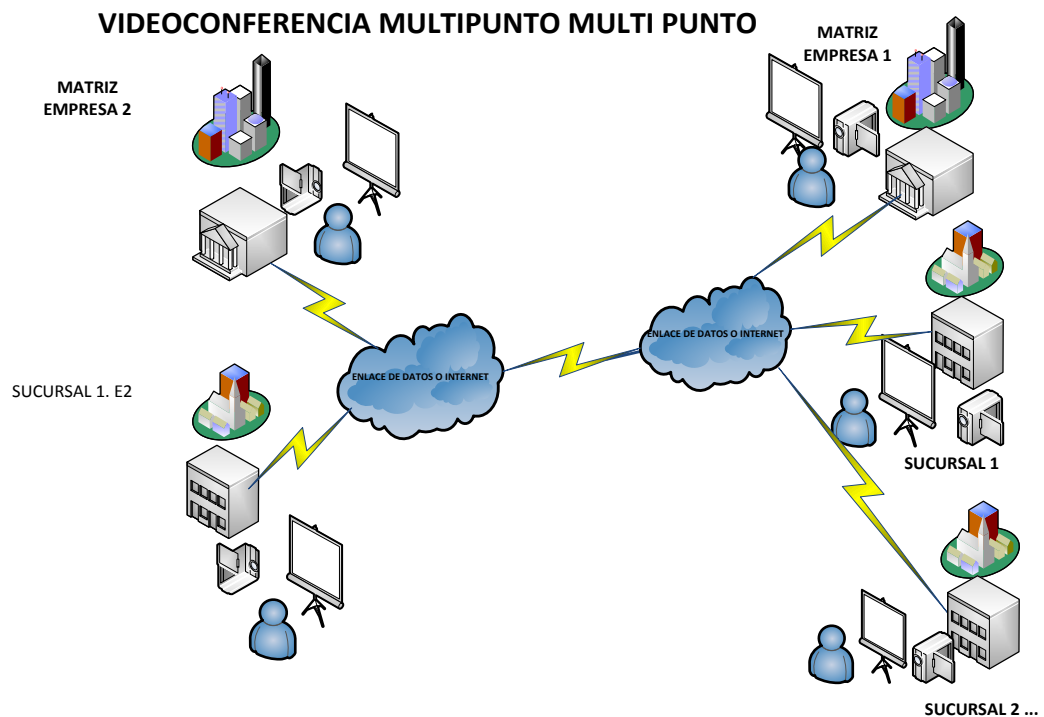 VIDEOCONFERENCIA MULTIPUNTO MULTI PUNTO
MATRIZ
EMPRESA 1
MATRIZ
EMPRESA 2
ENLACE DE DATOS O INTERNET
ENLACE DE DATOS O INTERNET
SUCURSAL 1. E2
SUCURSAL 1
SUCURSAL 2 ...